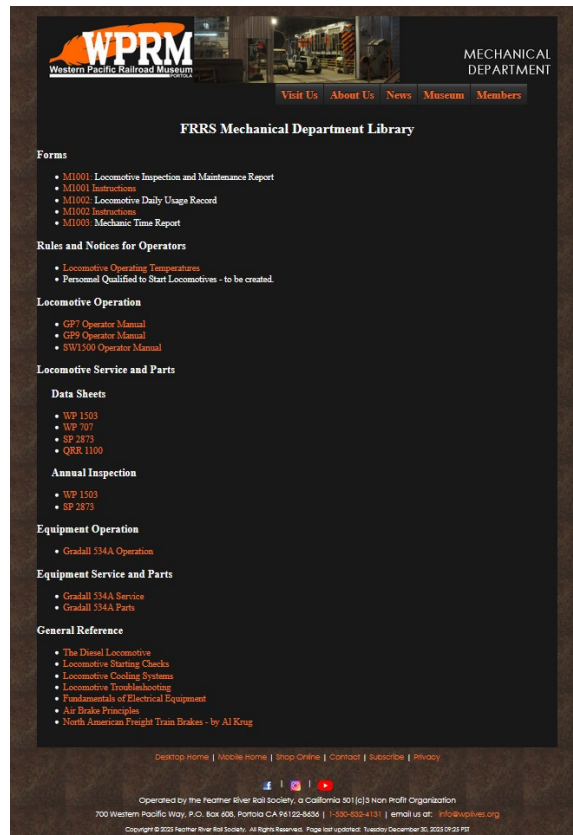 WPRM
Western Pacific Railroad Museum
PORTOLA
MECHANICAL
DEPARTMENT
Visit Us About Us News Museum Members
FRRS Mechanical Department Library
Forms
M1001: Locomotive Inspection and Maintenance Report
M1001 Instructions
M1002: Locomotive Daily Usage Record
M1002 Instructions
M1003: Mechanic Time Report
Rules and Notices for Operators
Locomotive Operating Temperatures
Personnel Qualified to Start Locomotives - to be created.
Locomotive Operation
GP7 Operator Manual
GP9 Operator Manual
SW1500 Operator Manual
Locomotive Service and Parts
Data Sheets
WP 1503
WP 707
SP 2873
QRR 1100
Annual Inspection
WP 1503
SP 2873
Equipment Operation
Gradall 534A Operation
Equipment Service and Parts
Gradall 534A Service
Gradall 534A Parts
General Reference
The Diesel Locomotive
Locomotive Starting Checks
Locomotive Cooling Systems
Locomotive Troubleshooting
Fundamentals of Electrical Equipment
Air Brake Principles
North American Freight Train Brakes - by Al Krug
Desktop Home | Mobile Home | Shop Online | Contact | Subscribe | Privacy
Operated by the Feather River Rail Society, a California 501(c)3 Non Profit Organization
700 Western Pacific Way, P.O. Box 608, Portola CA 96122-8636 | 1-530-832-4131 | email us at: info@wplives.org
Copyright © 2025 Feather River Rail Society. All Rights Reserved. Page last updated: Tuesday December 30, 2025 09:25 PST